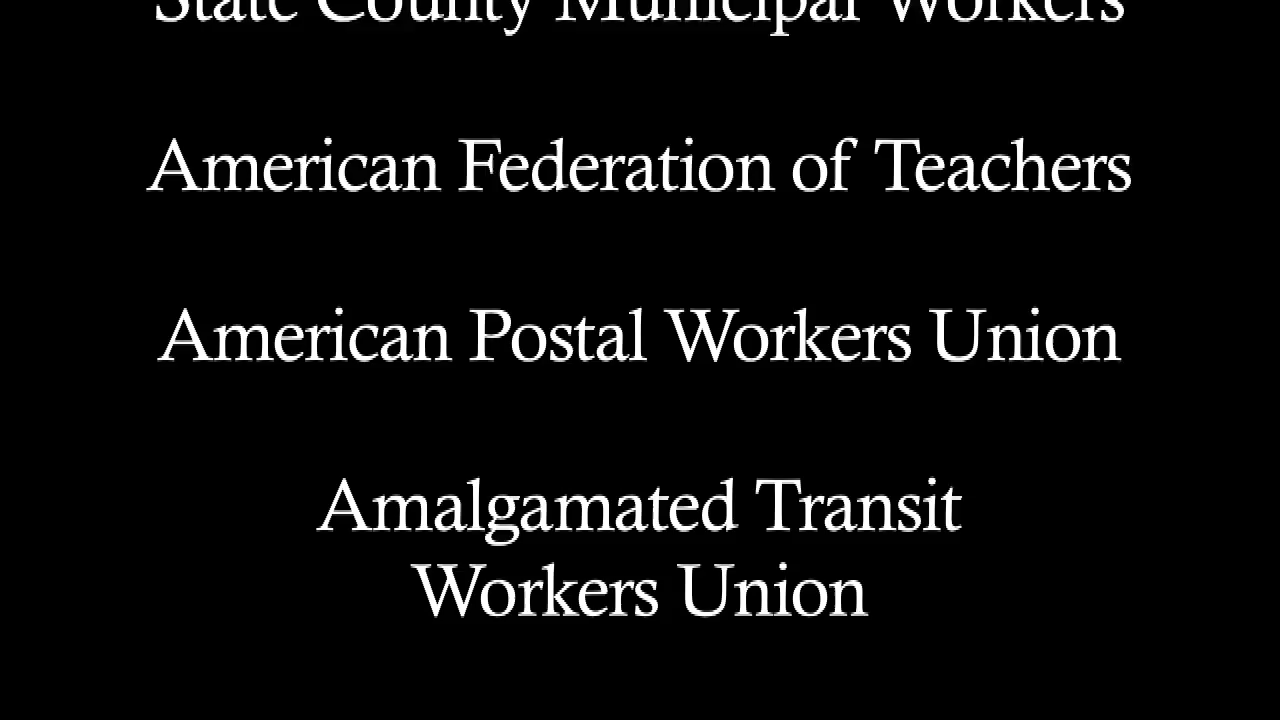 State County Municipal Workers
American Federation of Teachers
American Postal Workers Union
Amalgamated Transit
Workers Union